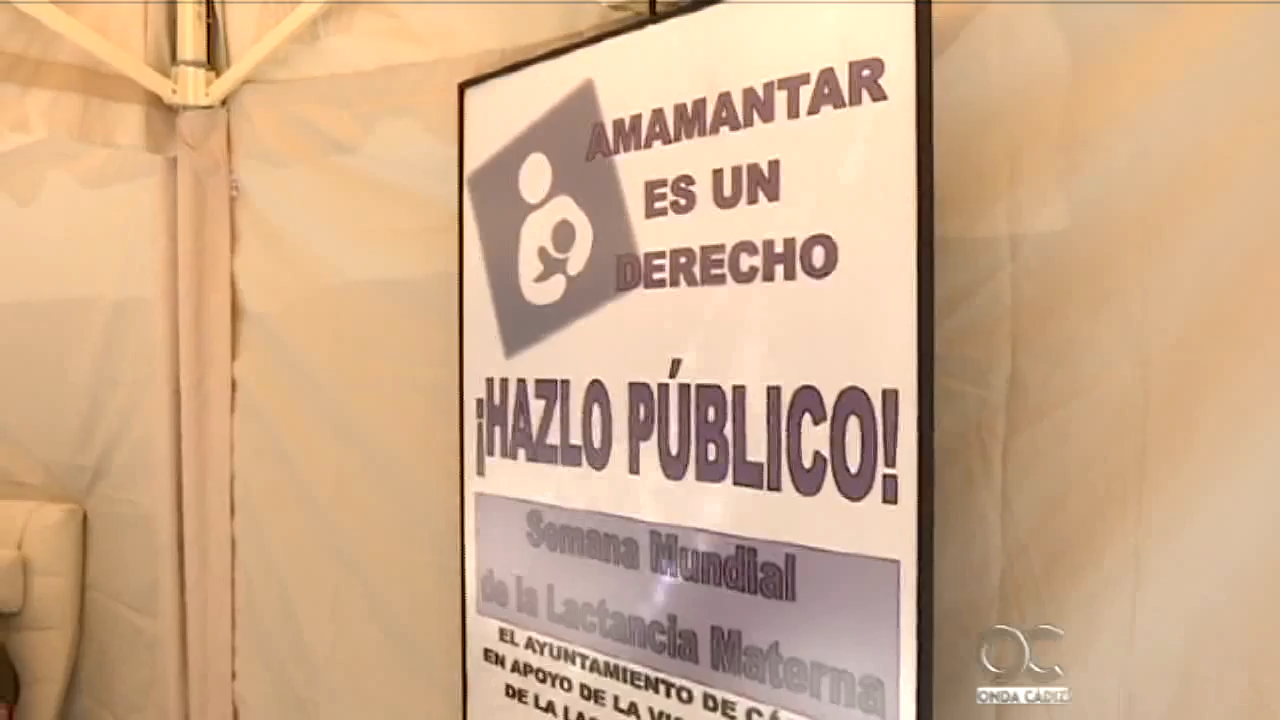 AMAMANTAR
ES UN
DERECHO
¡HAZLO PÚBLICO!
Semana Mundial
de la Lactancia Materna
EL AYUNTAMIENTO DE
EN APOYO DE LA
DE LA
OC
ONDA CÁDIZ